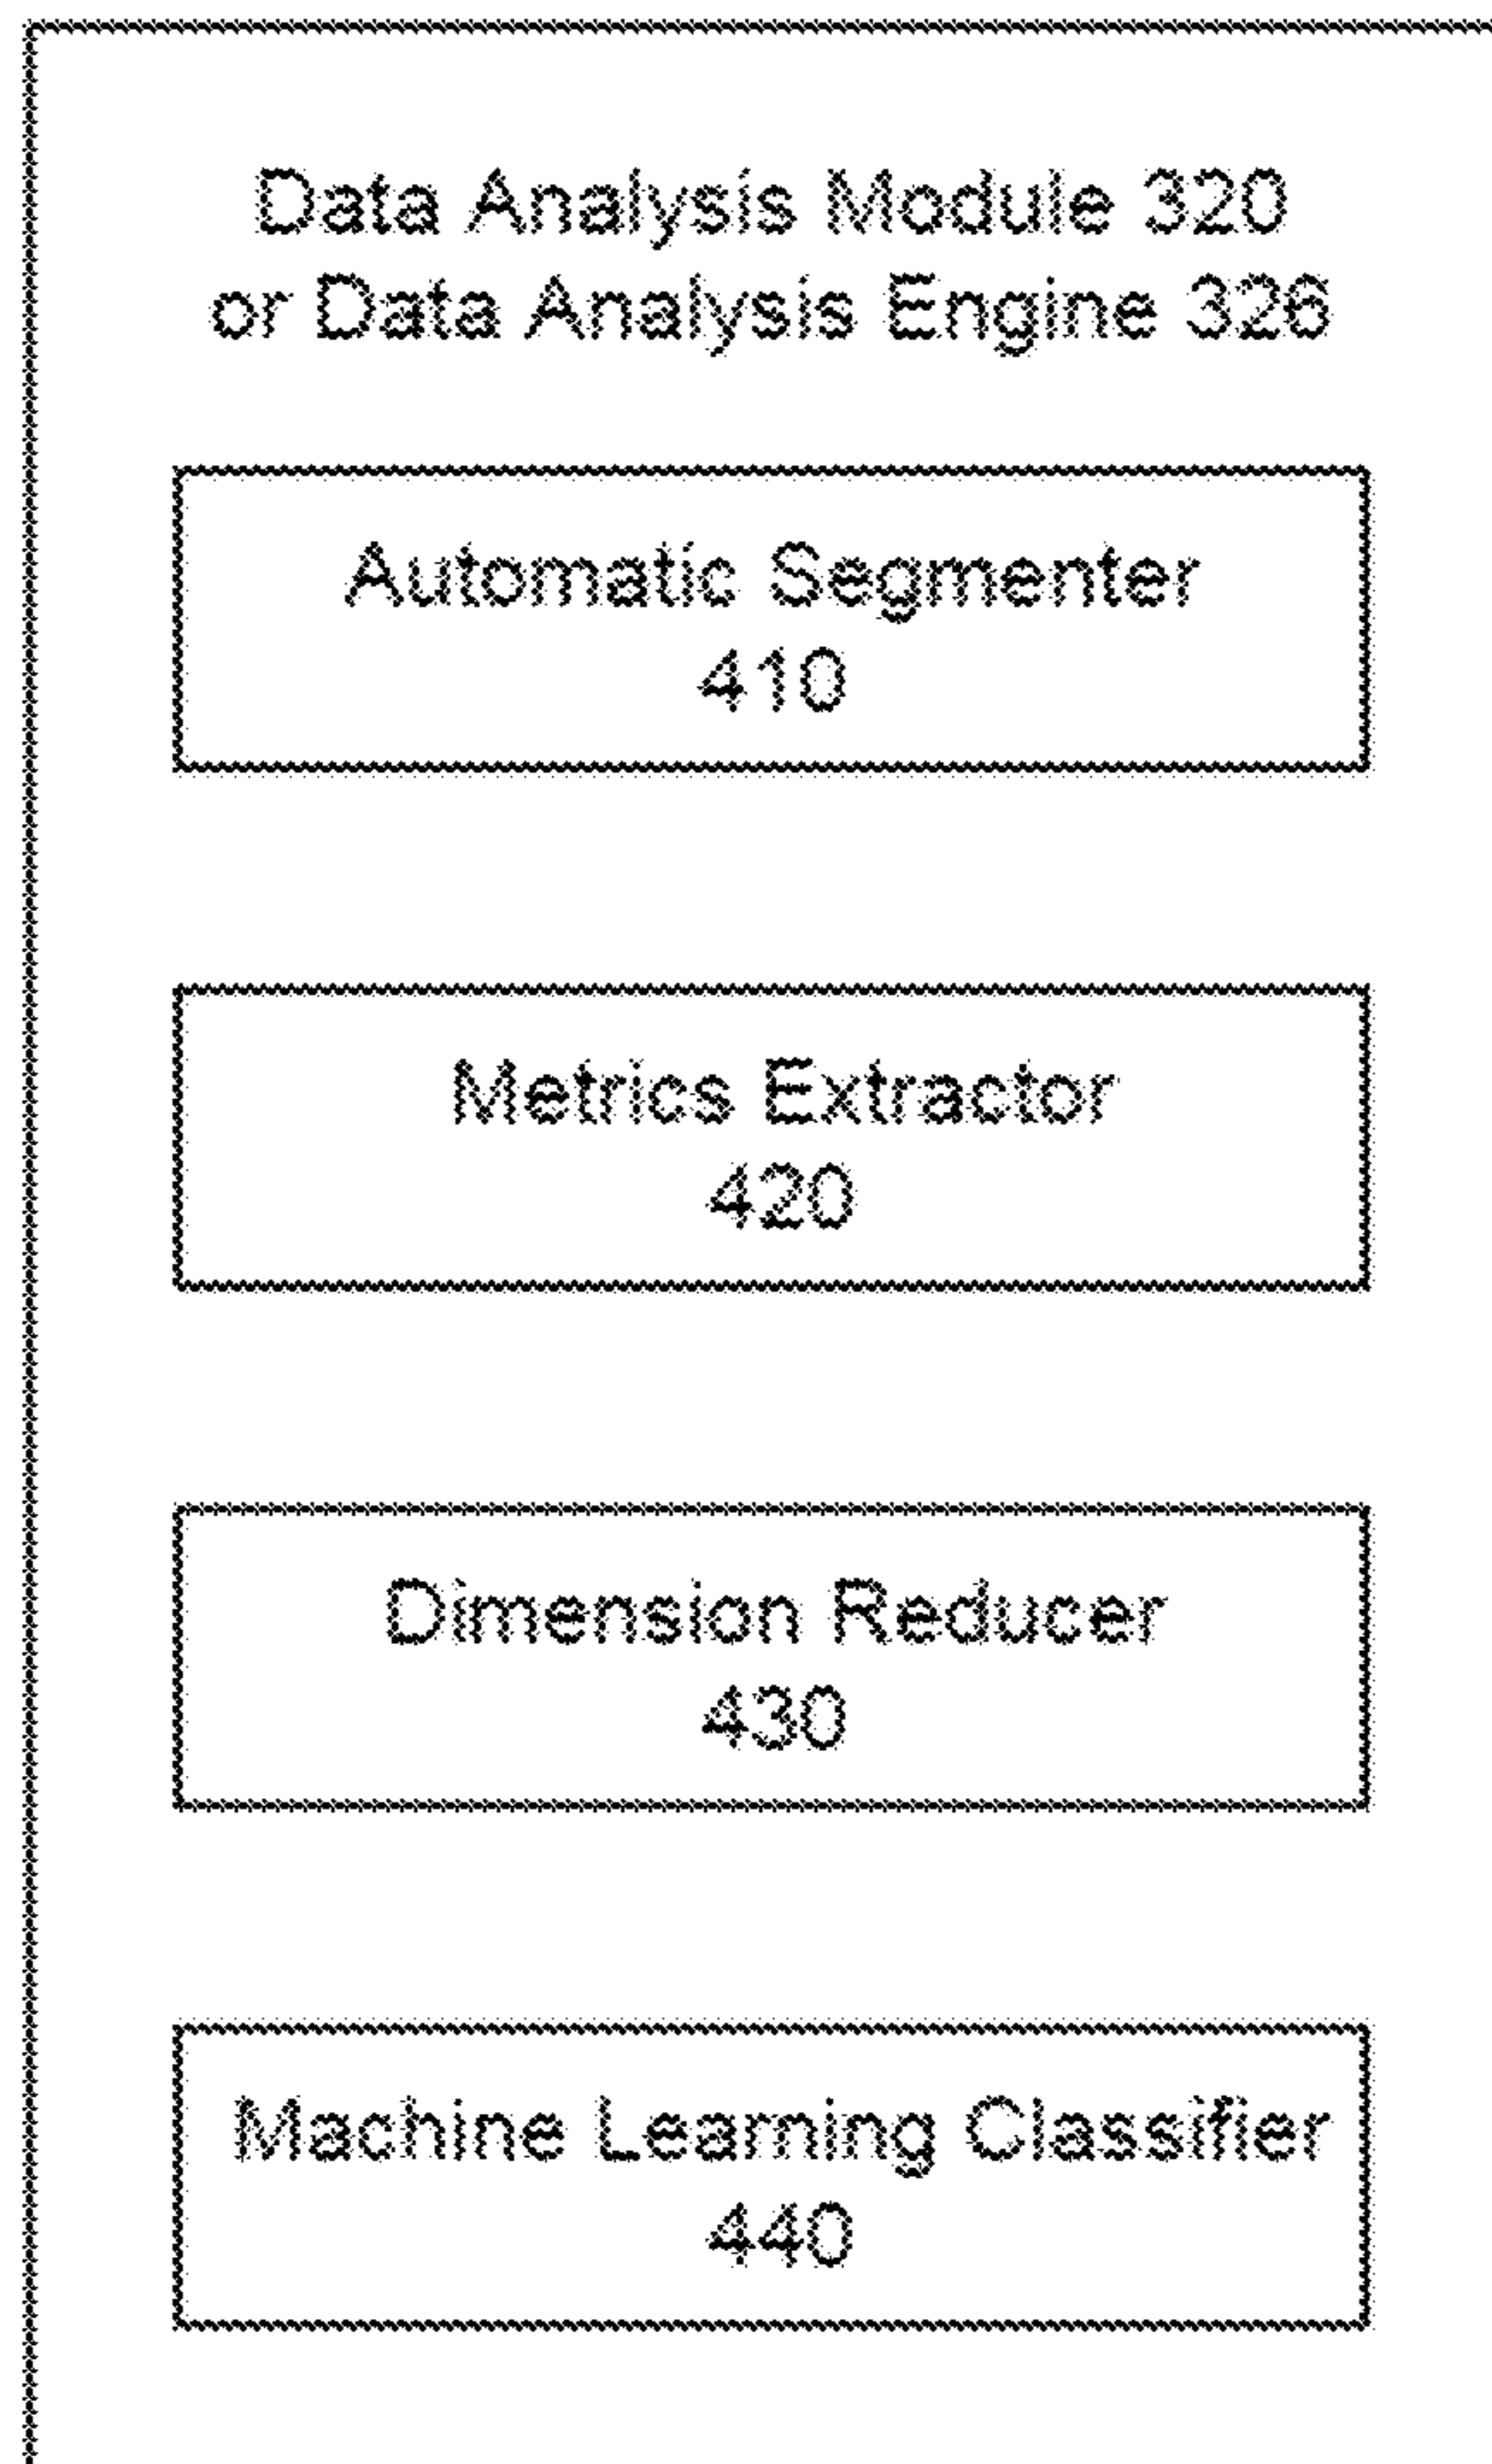 Data Analysis Module 320
or Data Analysis Engine 326
Automatic Segmenter
410
Metrics Extractor
420
Dimension Reducer
430
Machine Learning Classifier
440